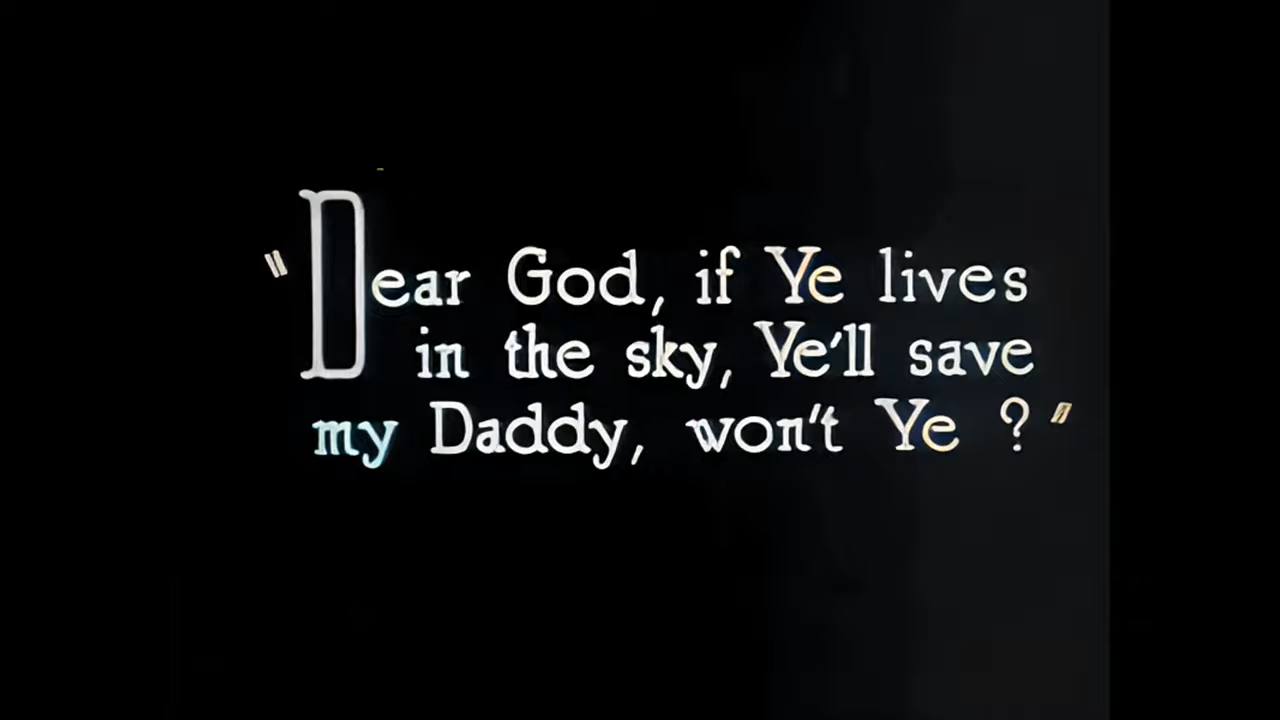 "Dear God, if Ye lives
in the sky, Ye'll save
my Daddy, won't Ye ?"